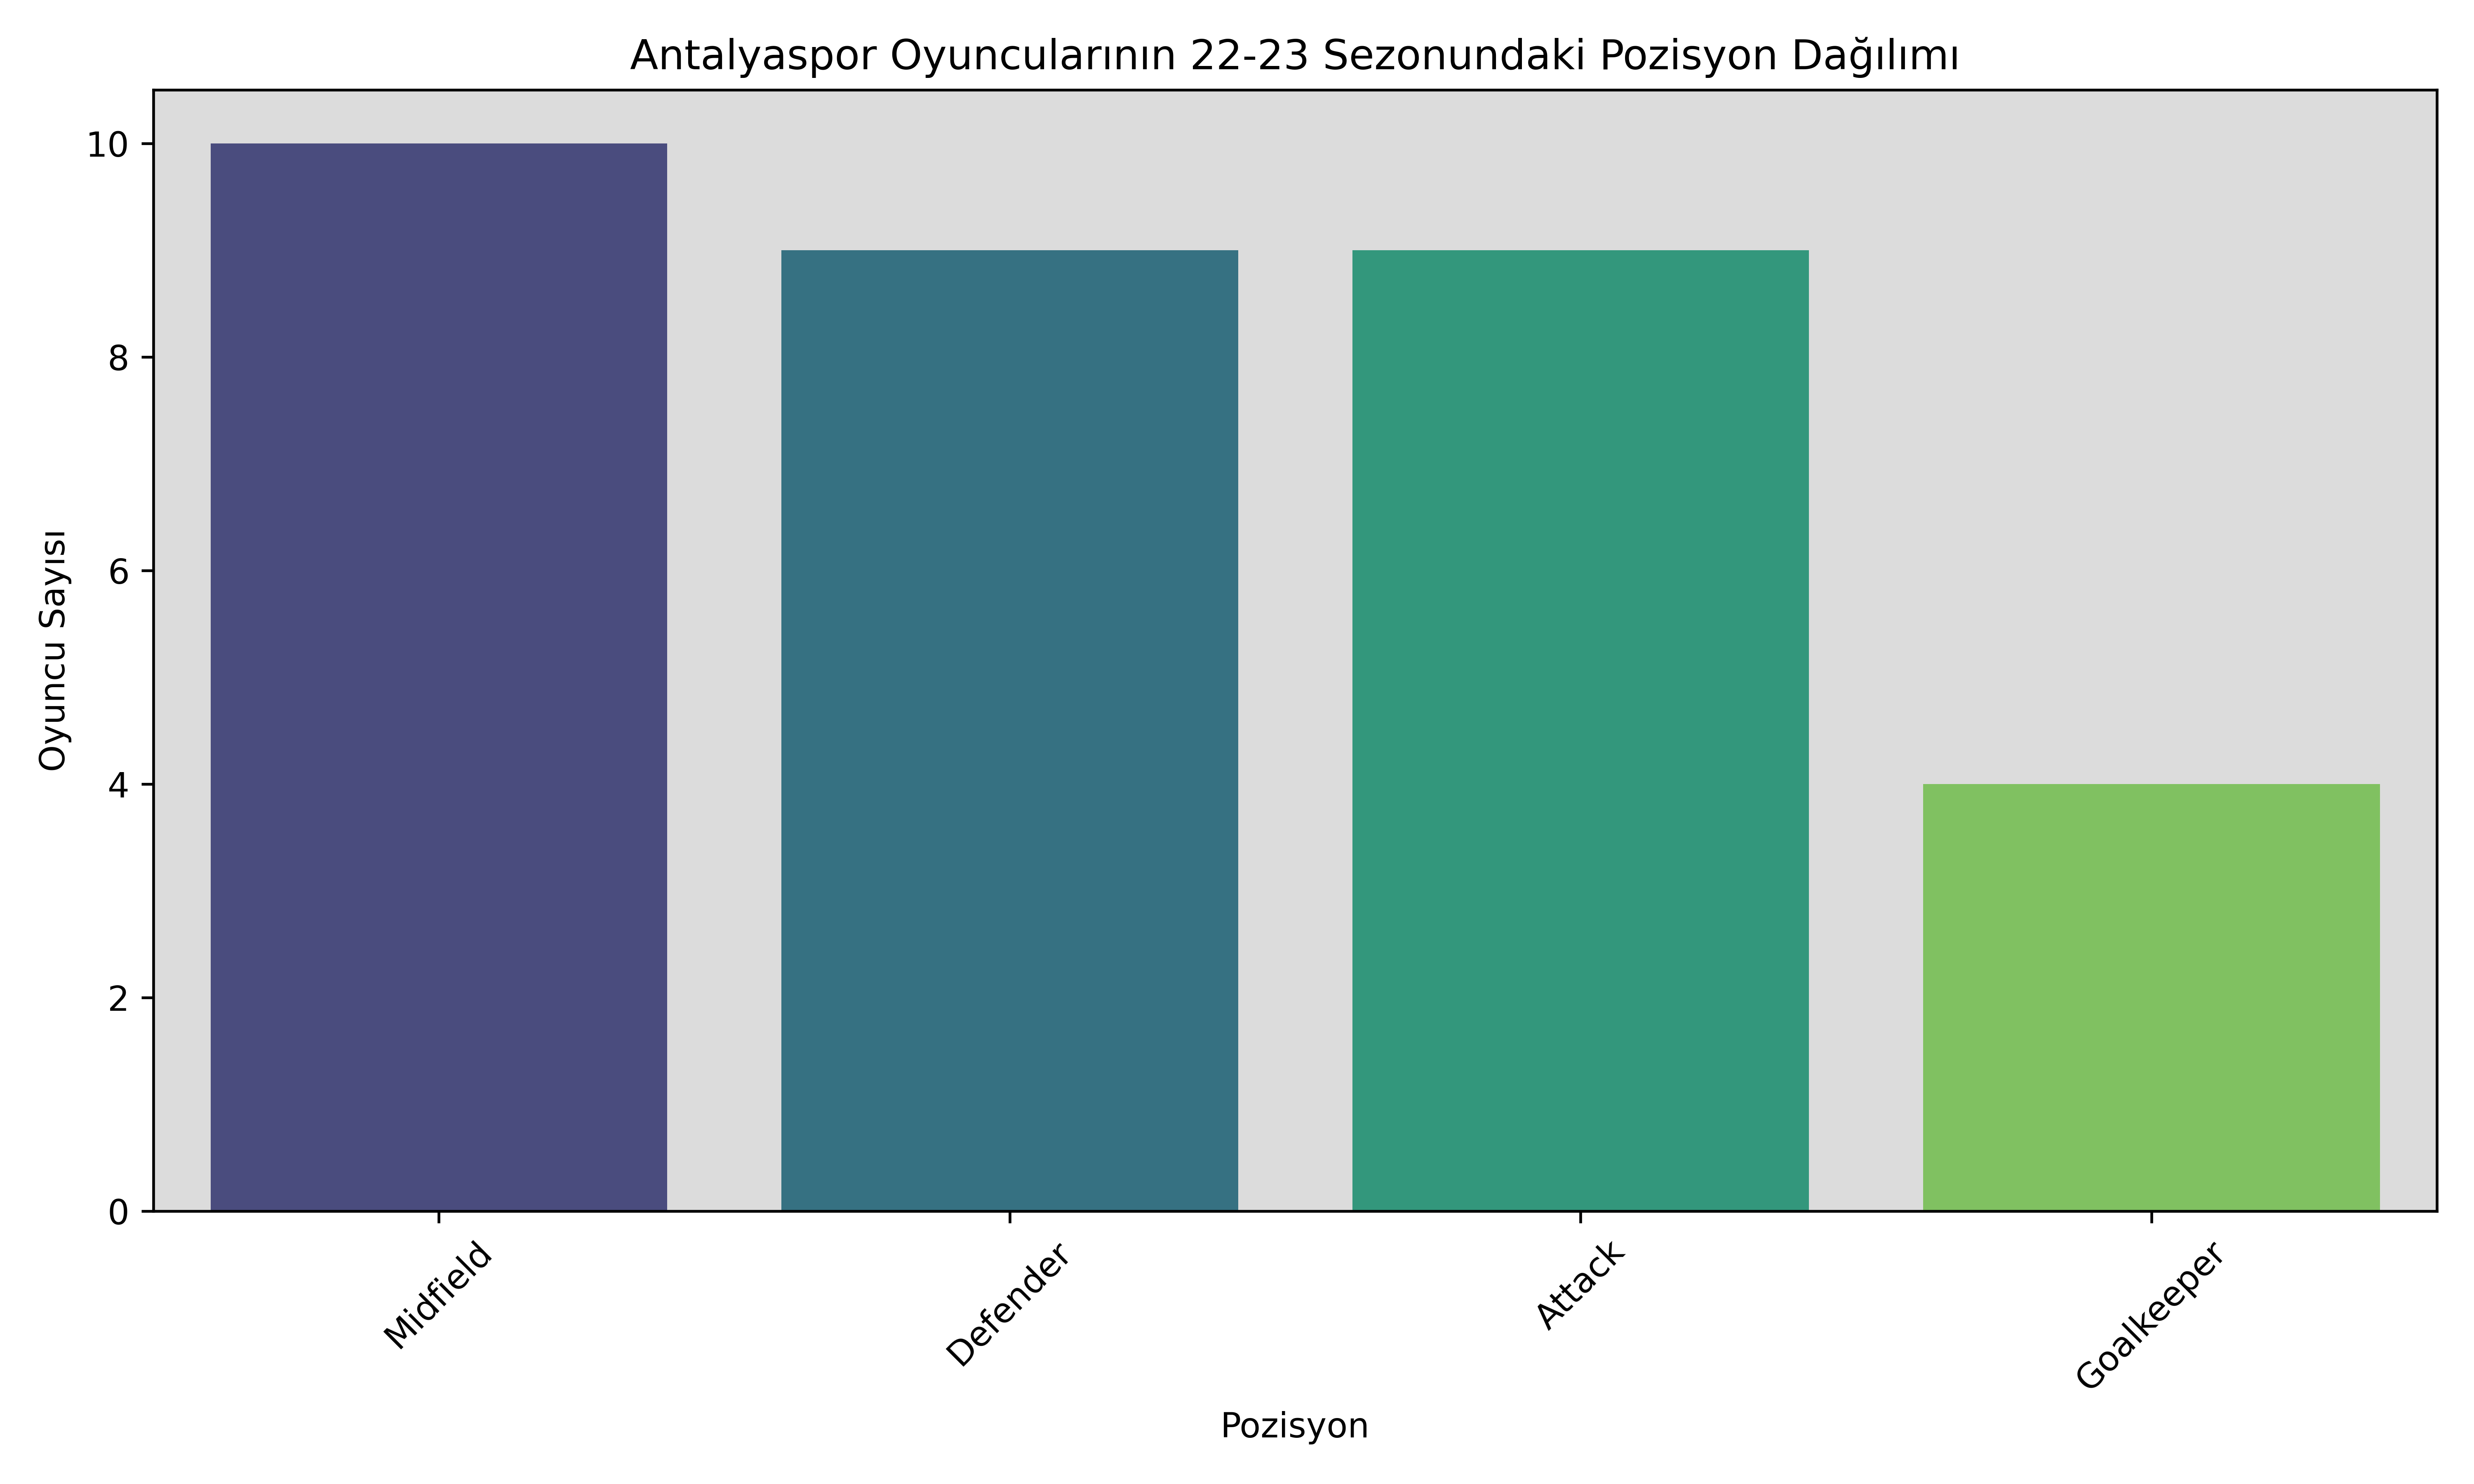 Antalyaspor Oyuncularının 22-23 Sezonundaki Pozisyon Dağılımı
Oyuncu Sayısı
10
8
6
4
2
0
Midfield
Defender
Attack
Goalkeeper
Pozisyon